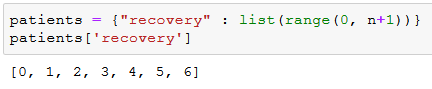 patients = {"recovery" : list(range(0, n+1))}
patients['recovery']
[0, 1, 2, 3, 4, 5, 6]